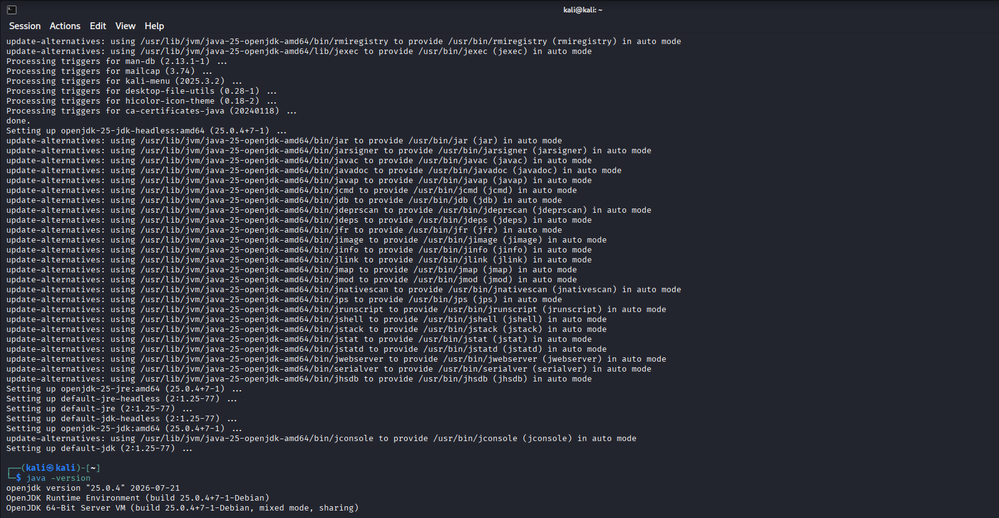 kali@kali: ~
Session Actions Edit View Help
update-alternatives: using /usr/lib/jvm/java-25-openjdk-amd64/bin/rmiregistry to provide /usr/bin/rmiregistry (rmiregistry) in auto mode
update-alternatives: using /usr/lib/jvm/java-25-openjdk-amd64/lib/jexec to provide /usr/bin/jexec (jexec) in auto mode
Processing triggers for man-db (2.13.1-1) ...
Processing triggers for mailcap (3.74) ...
Processing triggers for kali-menu (2025.3.2) ...
Processing triggers for desktop-file-utils (0.28-1) ...
Processing triggers for hicolor-icon-theme (0.18-2) ...
Processing triggers for ca-certificates-java (20240118) ...
done.
Setting up openjdk-25-jdk-headless:amd64 (25.0.4+7-1) ...
update-alternatives: using /usr/lib/jvm/java-25-openjdk-amd64/bin/jar to provide /usr/bin/jar (jar) in auto mode
update-alternatives: using /usr/lib/jvm/java-25-openjdk-amd64/bin/jarsigner to provide /usr/bin/jarsigner (jarsigner) in auto mode
update-alternatives: using /usr/lib/jvm/java-25-openjdk-amd64/bin/javac to provide /usr/bin/javac (javac) in auto mode
update-alternatives: using /usr/lib/jvm/java-25-openjdk-amd64/bin/javadoc to provide /usr/bin/javadoc (javadoc) in auto mode
update-alternatives: using /usr/lib/jvm/java-25-openjdk-amd64/bin/javap to provide /usr/bin/javap (javap) in auto mode
update-alternatives: using /usr/lib/jvm/java-25-openjdk-amd64/bin/jcmd to provide /usr/bin/jcmd (jcmd) in auto mode
update-alternatives: using /usr/lib/jvm/java-25-openjdk-amd64/bin/jdb to provide /usr/bin/jdb (jdb) in auto mode
update-alternatives: using /usr/lib/jvm/java-25-openjdk-amd64/bin/jdeprscan to provide /usr/bin/jdeprscan (jdeprscan) in auto mode
update-alternatives: using /usr/lib/jvm/java-25-openjdk-amd64/bin/jdeps to provide /usr/bin/jdeps (jdeps) in auto mode
update-alternatives: using /usr/lib/jvm/java-25-openjdk-amd64/bin/jfr to provide /usr/bin/jfr (jfr) in auto mode
update-alternatives: using /usr/lib/jvm/java-25-openjdk-amd64/bin/jimage to provide /usr/bin/jimage (jimage) in auto mode
update-alternatives: using /usr/lib/jvm/java-25-openjdk-amd64/bin/jinfo to provide /usr/bin/jinfo (jinfo) in auto mode
update-alternatives: using /usr/lib/jvm/java-25-openjdk-amd64/bin/jlink to provide /usr/bin/jlink (jlink) in auto mode
update-alternatives: using /usr/lib/jvm/java-25-openjdk-amd64/bin/jmap to provide /usr/bin/jmap (jmap) in auto mode
update-alternatives: using /usr/lib/jvm/java-25-openjdk-amd64/bin/jmod to provide /usr/bin/jmod (jmod) in auto mode
update-alternatives: using /usr/lib/jvm/java-25-openjdk-amd64/bin/jnativescan to provide /usr/bin/jnativescan (jnativescan) in auto mode
update-alternatives: using /usr/lib/jvm/java-25-openjdk-amd64/bin/jps to provide /usr/bin/jps (jps) in auto mode
update-alternatives: using /usr/lib/jvm/java-25-openjdk-amd64/bin/jrunscript to provide /usr/bin/jrunscript (jrunscript) in auto mode
update-alternatives: using /usr/lib/jvm/java-25-openjdk-amd64/bin/jshell to provide /usr/bin/jshell (jshell) in auto mode
update-alternatives: using /usr/lib/jvm/java-25-openjdk-amd64/bin/jstack to provide /usr/bin/jstack (jstack) in auto mode
update-alternatives: using /usr/lib/jvm/java-25-openjdk-amd64/bin/jstat to provide /usr/bin/jstat (jstat) in auto mode
update-alternatives: using /usr/lib/jvm/java-25-openjdk-amd64/bin/jstatd to provide /usr/bin/jstatd (jstatd) in auto mode
update-alternatives: using /usr/lib/jvm/java-25-openjdk-amd64/bin/jwebserver to provide /usr/bin/jwebserver (jwebserver) in auto mode
update-alternatives: using /usr/lib/jvm/java-25-openjdk-amd64/bin/serialver to provide /usr/bin/serialver (serialver) in auto mode
update-alternatives: using /usr/lib/jvm/java-25-openjdk-amd64/bin/jhsdb to provide /usr/bin/jhsdb (jhsdb) in auto mode
Setting up openjdk-25-jre:amd64 (25.0.4+7-1) ...
Setting up default-jre-headless (2:1.25-77) ...
Setting up default-jre (2:1.25-77) ...
Setting up default-jdk-headless (2:1.25-77) ...
Setting up openjdk-25-jdk:amd64 (25.0.4+7-1) ...
update-alternatives: using /usr/lib/jvm/java-25-openjdk-amd64/bin/jconsole to provide /usr/bin/jconsole (jconsole) in auto mode
Setting up default-jdk (2:1.25-77) ...
┌──(kali㉿kali)-[~]
└─$ java -version
openjdk version "25.0.4" 2026-07-21
OpenJDK Runtime Environment (build 25.0.4+7-1-Debian)
OpenJDK 64-Bit Server VM (build 25.0.4+7-1-Debian, mixed mode, sharing)